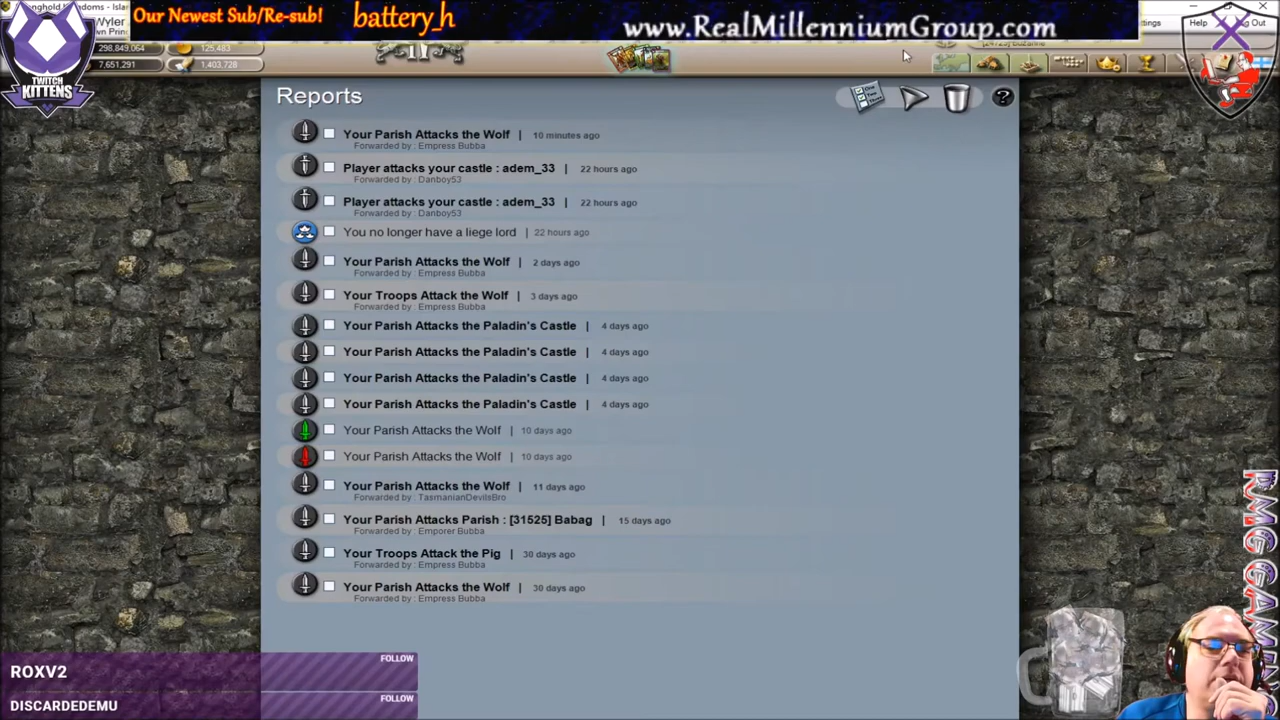 Our Newest Sub/Re-sub!
battery_h
www.RealMillenniumGroup.com
Help
298,849,064
125,483
7,651,291
1,403,728
TWITCH
KITTENS
Reports
Your Parish Attacks the Wolf | 10 minutes ago
Forwarded by : Empress Bubba
Player attacks your castle : adem_33 | 22 hours ago
Forwarded by : Danboy53
Player attacks your castle : adem_33 | 22 hours ago
Forwarded by : Danboy53
You no longer have a liege lord | 22 hours ago
Your Parish Attacks the Wolf | 2 days ago
Forwarded by : Empress Bubba
Your Troops Attack the Wolf | 3 days ago
Forwarded by : Empress Bubba
Your Parish Attacks the Paladin's Castle | 4 days ago
Your Parish Attacks the Paladin's Castle | 4 days ago
Your Parish Attacks the Paladin's Castle | 4 days ago
Your Parish Attacks the Paladin's Castle | 4 days ago
Your Parish Attacks the Wolf | 10 days ago
Your Parish Attacks the Wolf | 10 days ago
Your Parish Attacks the Wolf | 11 days ago
Forwarded by : TasmanianDevilsBro
Your Parish Attacks Parish : [31525] Babag | 15 days ago
Forwarded by : Emporer Bubba
Your Troops Attack the Pig | 30 days ago
Forwarded by : Empress Bubba
Your Parish Attacks the Wolf | 30 days ago
Forwarded by : Empress Bubba
ROXV2
FOLLOW
DISCARDEDEMU
FOLLOW
RMG GAMING